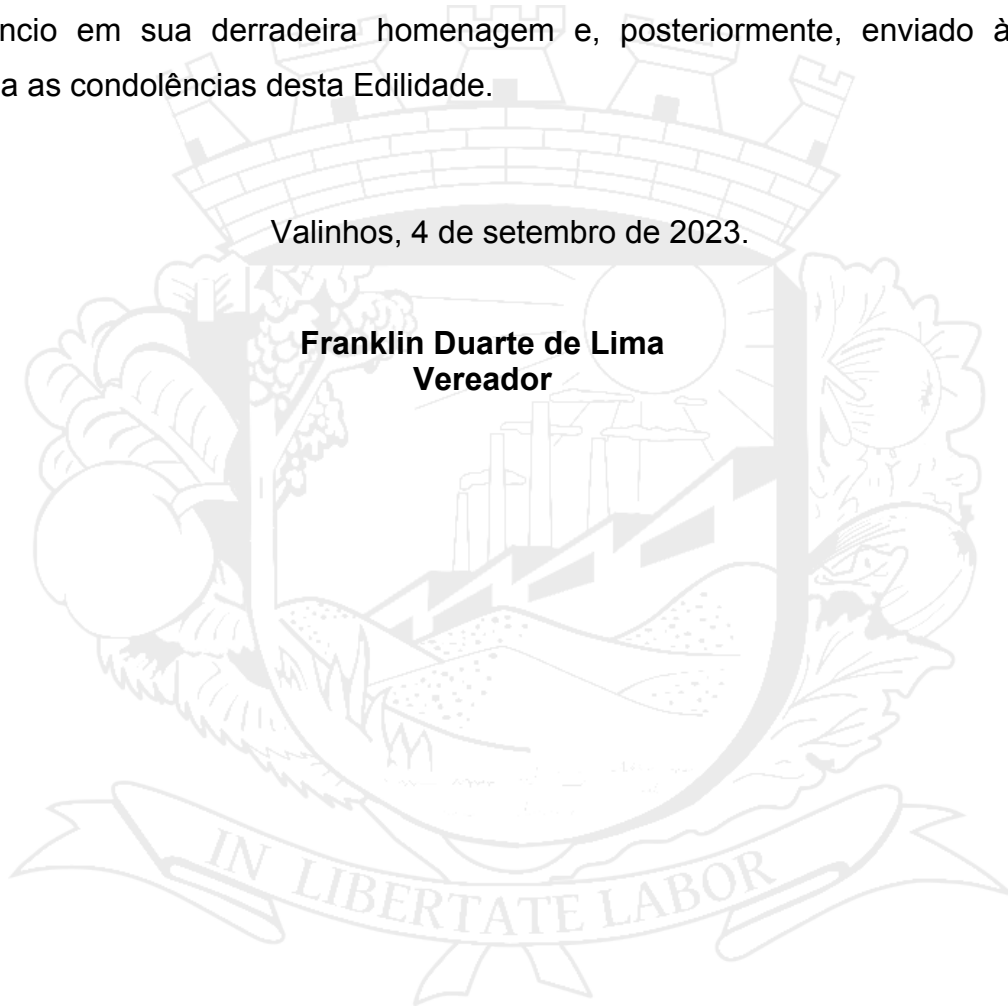 ncio em sua derradeira homenagem e, posteriormente, enviado à
a as condolências desta Edilidade.
Valinhos, 4 de setembro de 2023.
Franklin Duarte de Lima
Vereador
IN LIBERTATE LABOR